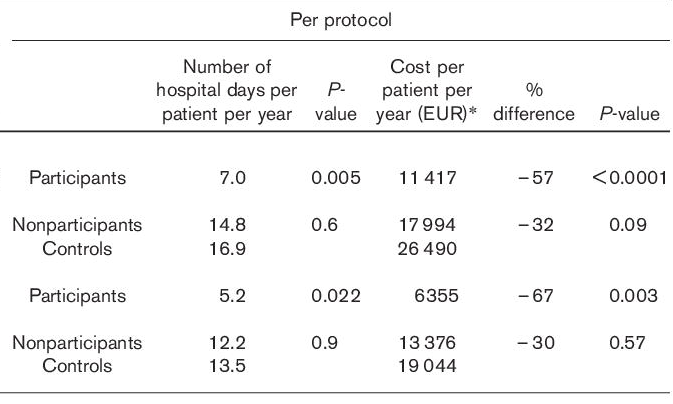 Per protocol
Number of hospital days per patient per year P-value Cost per patient per year (EUR)* % difference P-value
Participants 7.0 0.005 11 417 −57 <0.0001
Nonparticipants 14.8 0.6 17 994 −32 0.09
Controls 16.9 26 490
Participants 5.2 0.022 6355 −67 0.003
Nonparticipants 12.2 0.9 13 376 −30 0.57
Controls 13.5 19 044